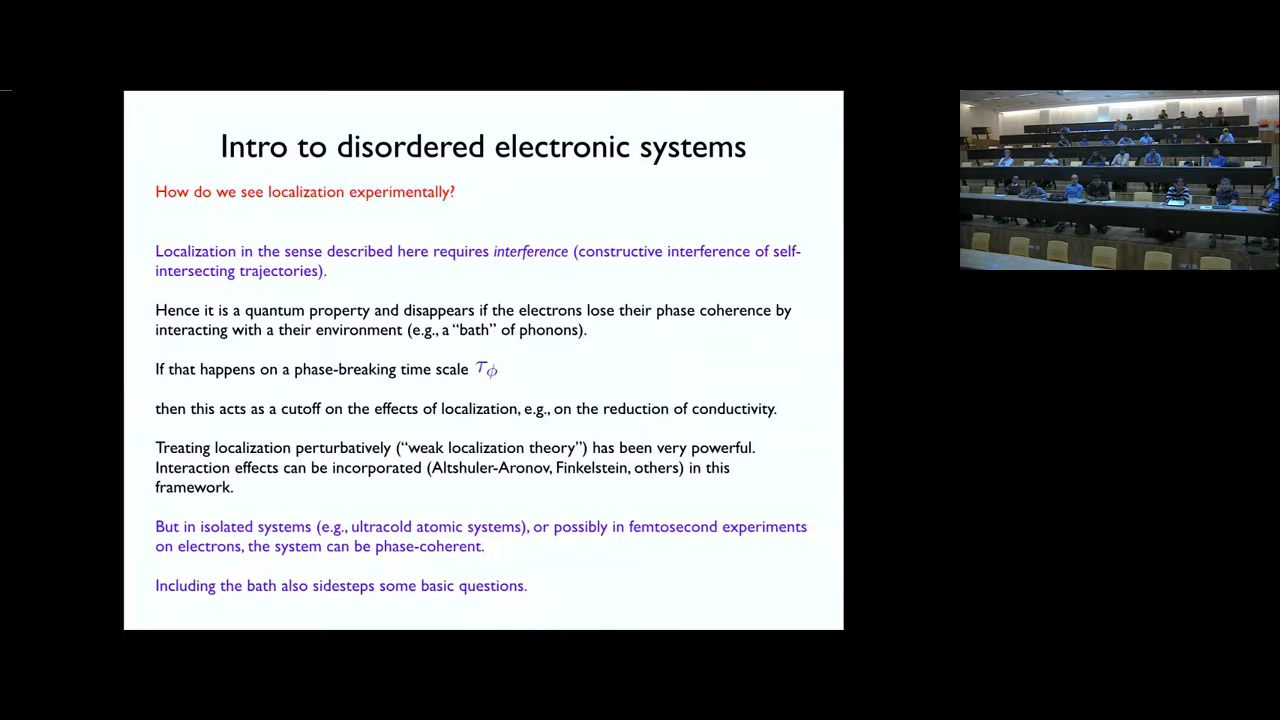 Intro to disordered electronic systems
How do we see localization experimentally?
Localization in the sense described here requires interference (constructive interference of self-
intersecting trajectories).
Hence it is a quantum property and disappears if the electrons lose their phase coherence by
interacting with a their environment (e.g., a “bath” of phonons).
If that happens on a phase-breaking time scale τϕ
then this acts as a cutoff on the effects of localization, e.g., on the reduction of conductivity.
Treating localization perturbatively (“weak localization theory”) has been very powerful.
Interaction effects can be incorporated (Altshuler-Aronov, Finkelstein, others) in this
framework.
But in isolated systems (e.g., ultracold atomic systems), or possibly in femtosecond experiments
on electrons, the system can be phase-coherent.
Including the bath also sidesteps some basic questions.